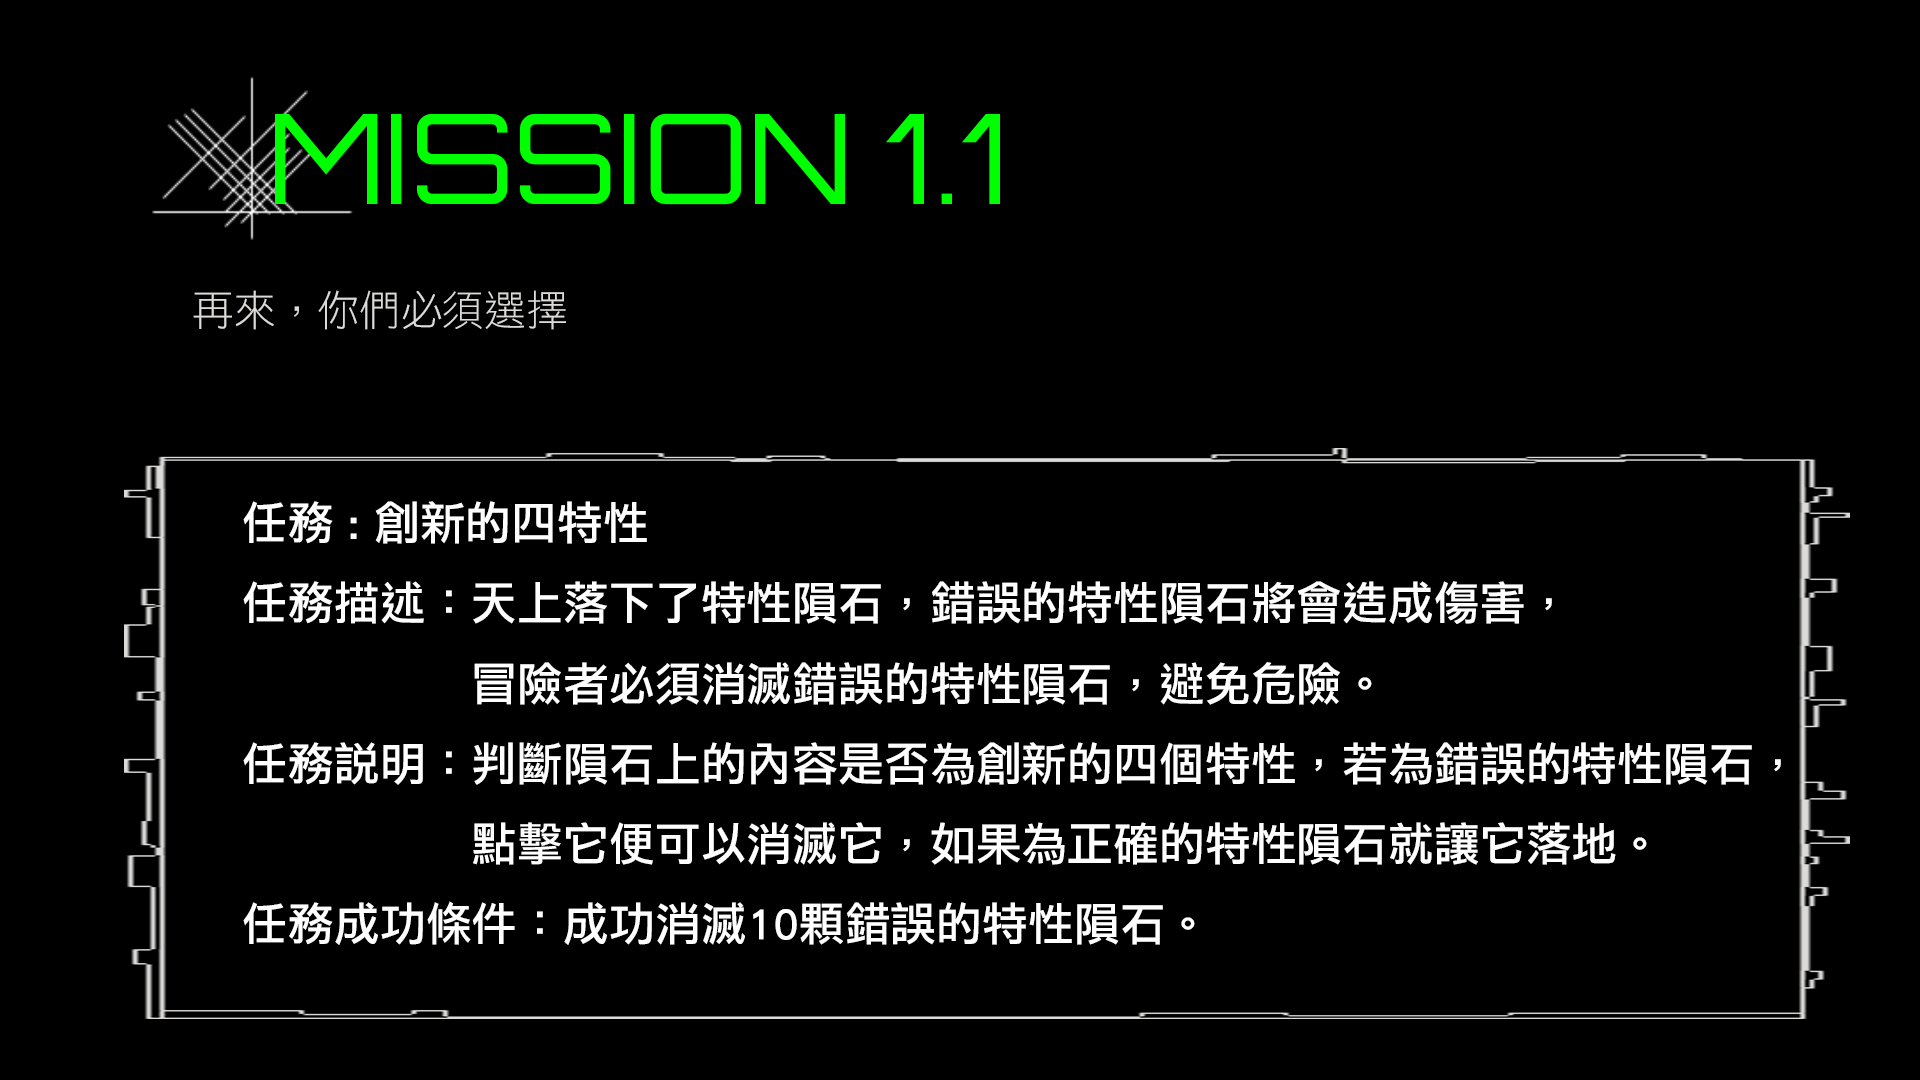 MISSION 1.1
再來，你們必須選擇
任務 : 創新的四特性
任務描述：天上落下了特性隕石，錯誤的特性隕石將會造成傷害，
冒險者必須消滅錯誤的特性隕石，避免危險。
任務說明：判斷隕石上的內容是否為創新的四個特性，若為錯誤的特性隕石，
點擊它便可以消滅它，如果為正確的特性隕石就讓它落地。
任務成功條件：成功消滅10顆錯誤的特性隕石。